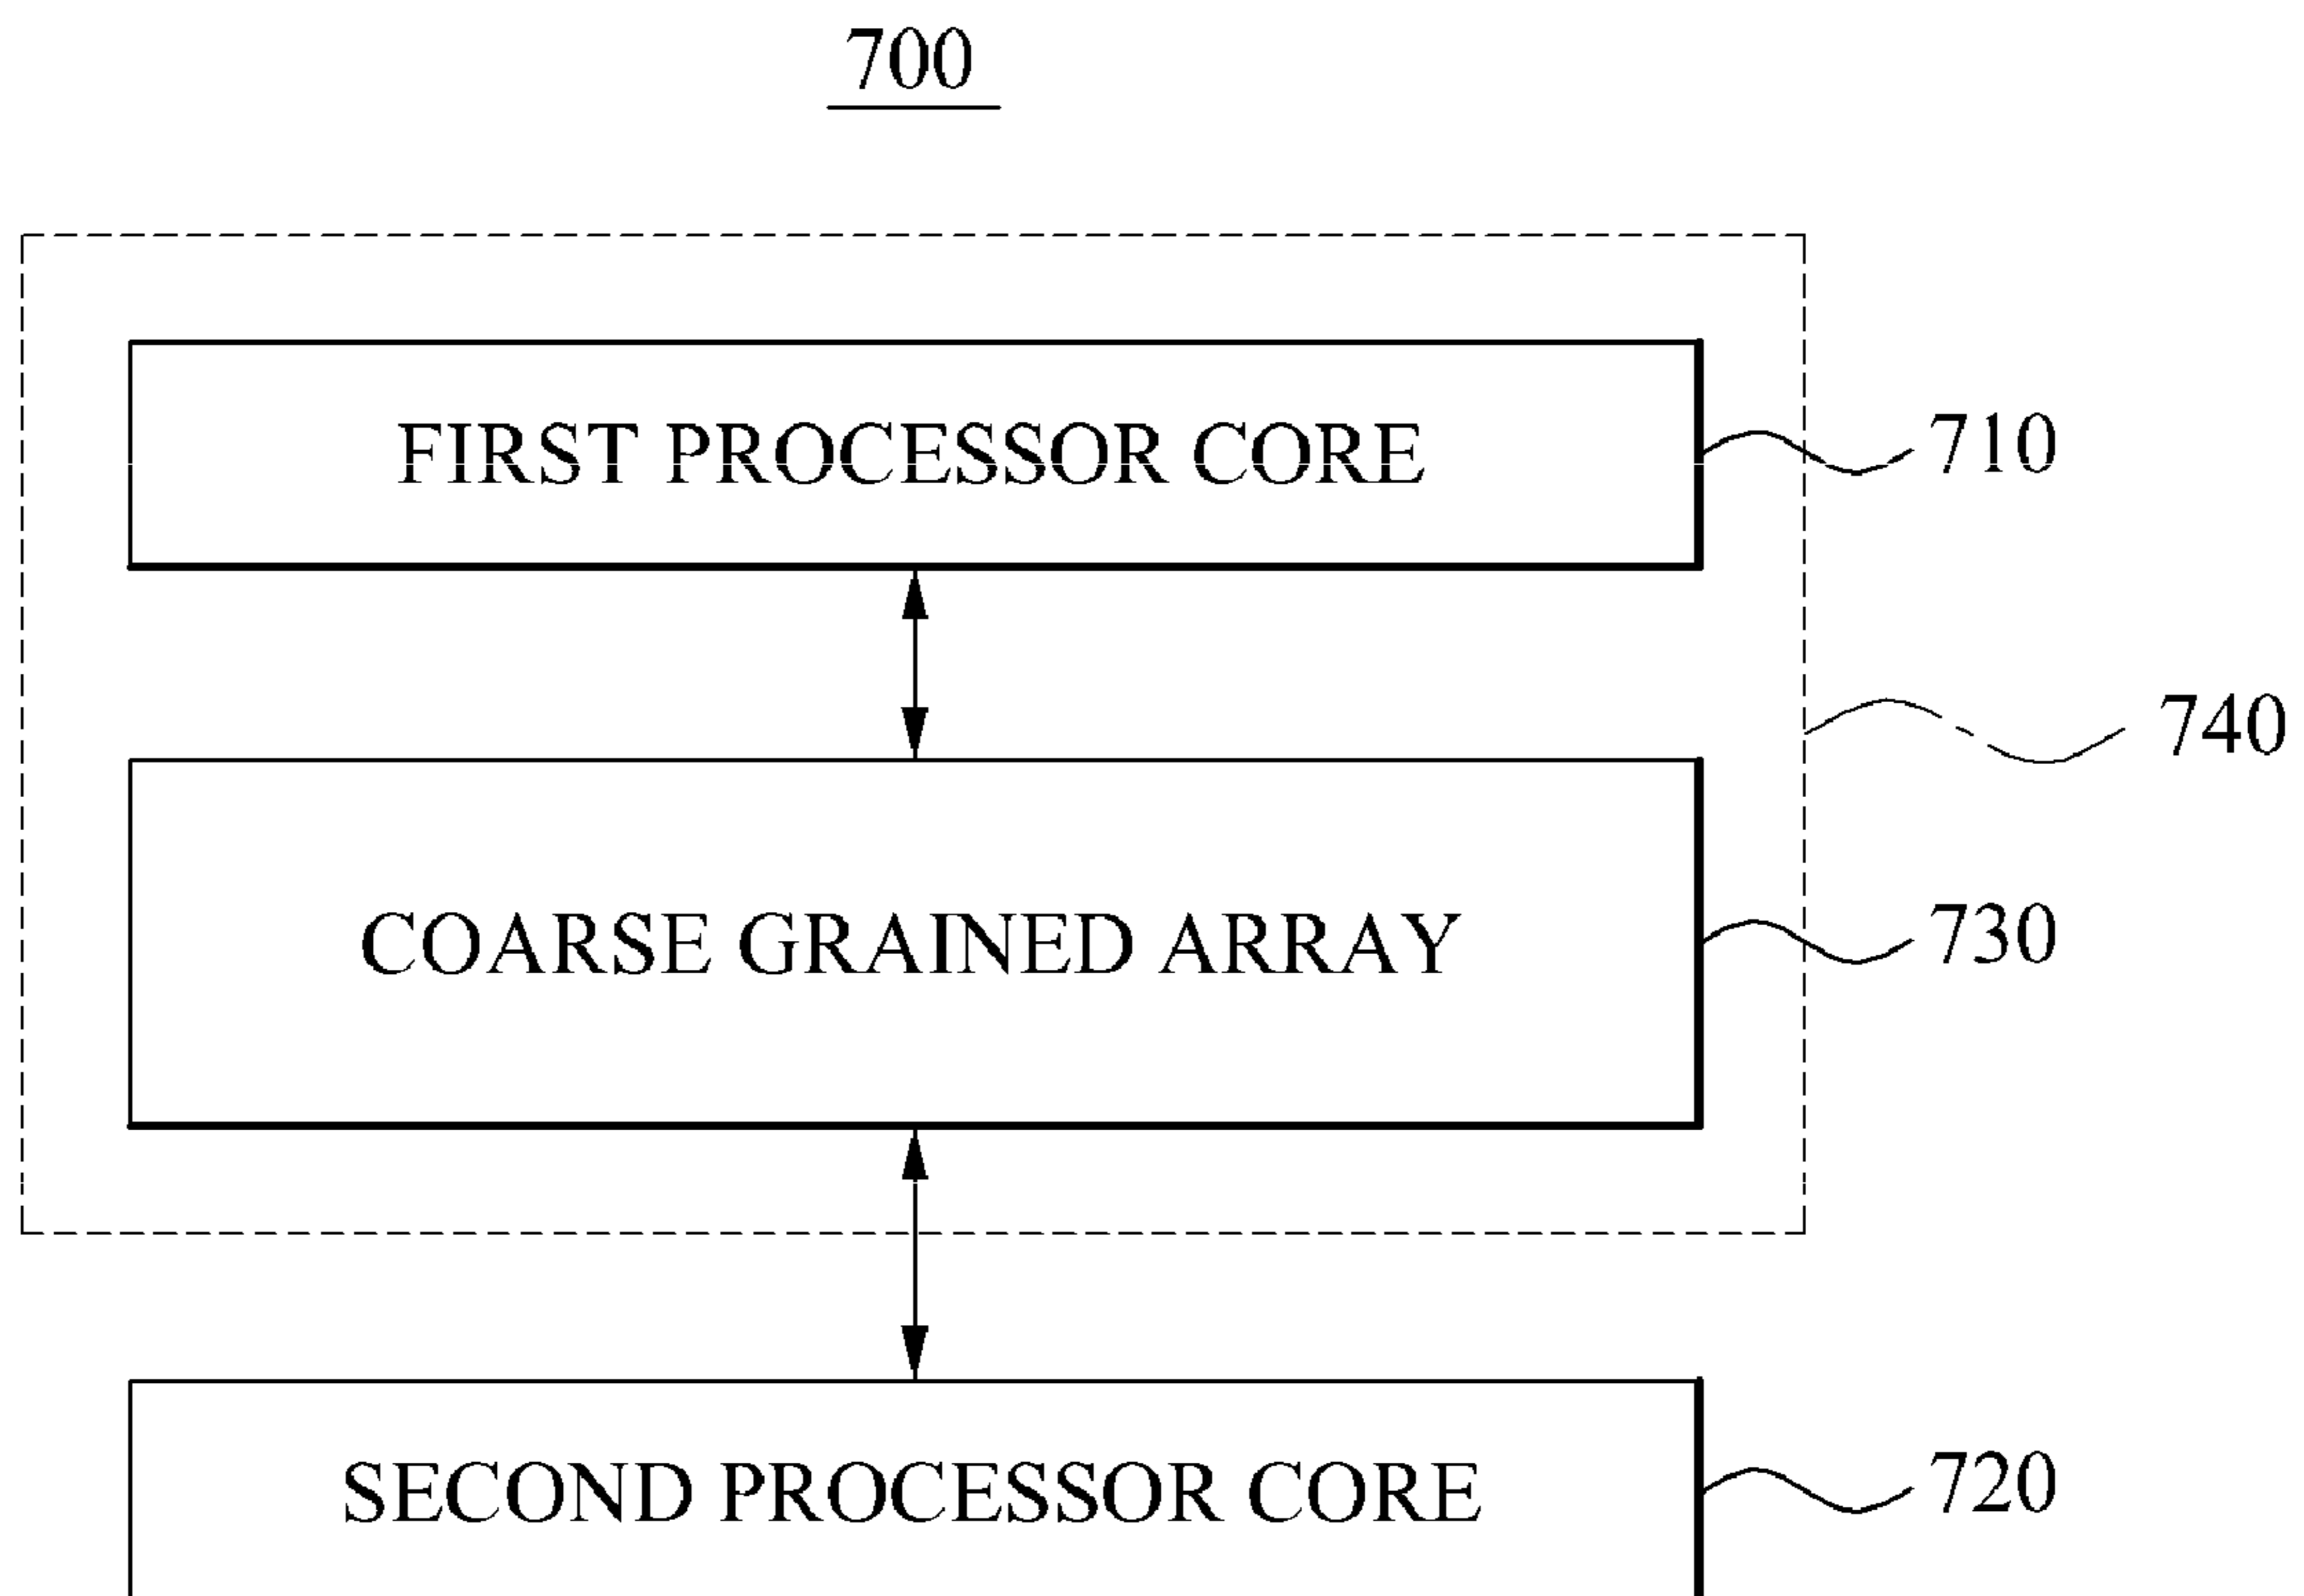 700
FIRST PROCESSOR CORE 710
740
COARSE GRAINED ARRAY 730
SECOND PROCESSOR CORE 720